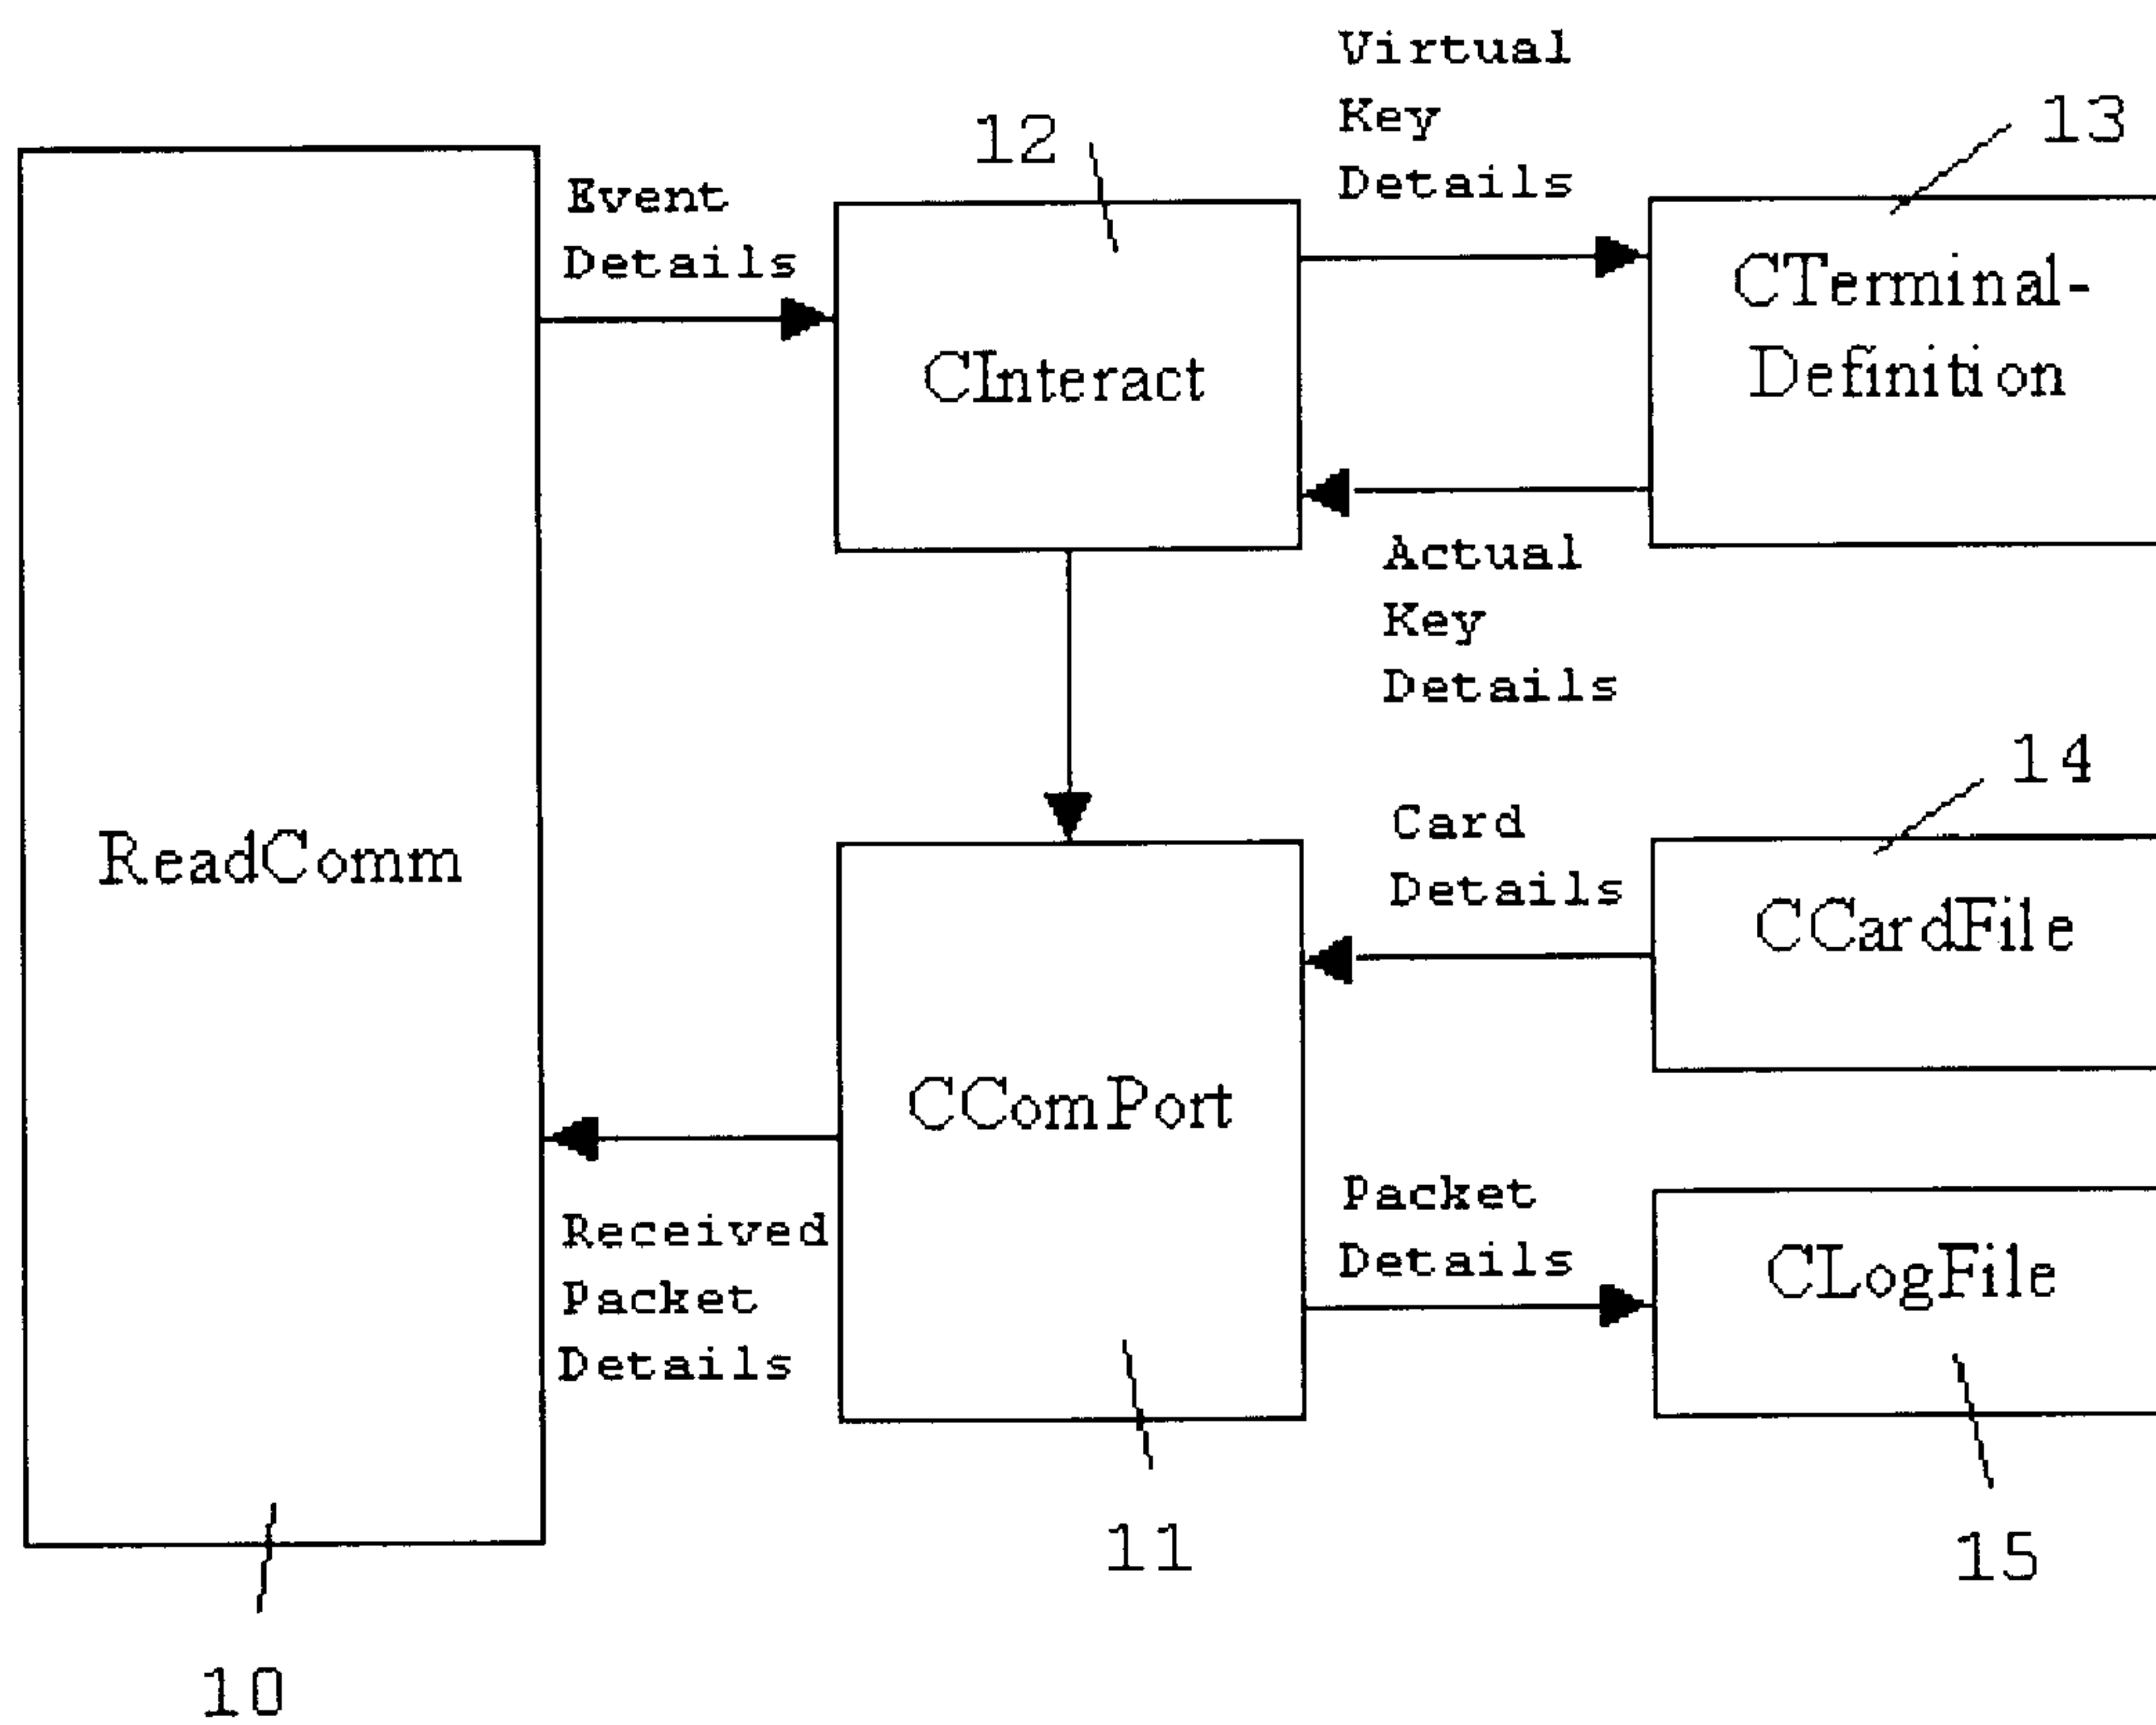 Virtual
Key
Details
12
13
Event
Details
CTerminal-
Definition
CInteract
Actual
Key
Details
14
Card
Details
ReadComm
CCardFile
CComPort
Packet
Details
Received
Packet
Details
CLogFile
11
15
10